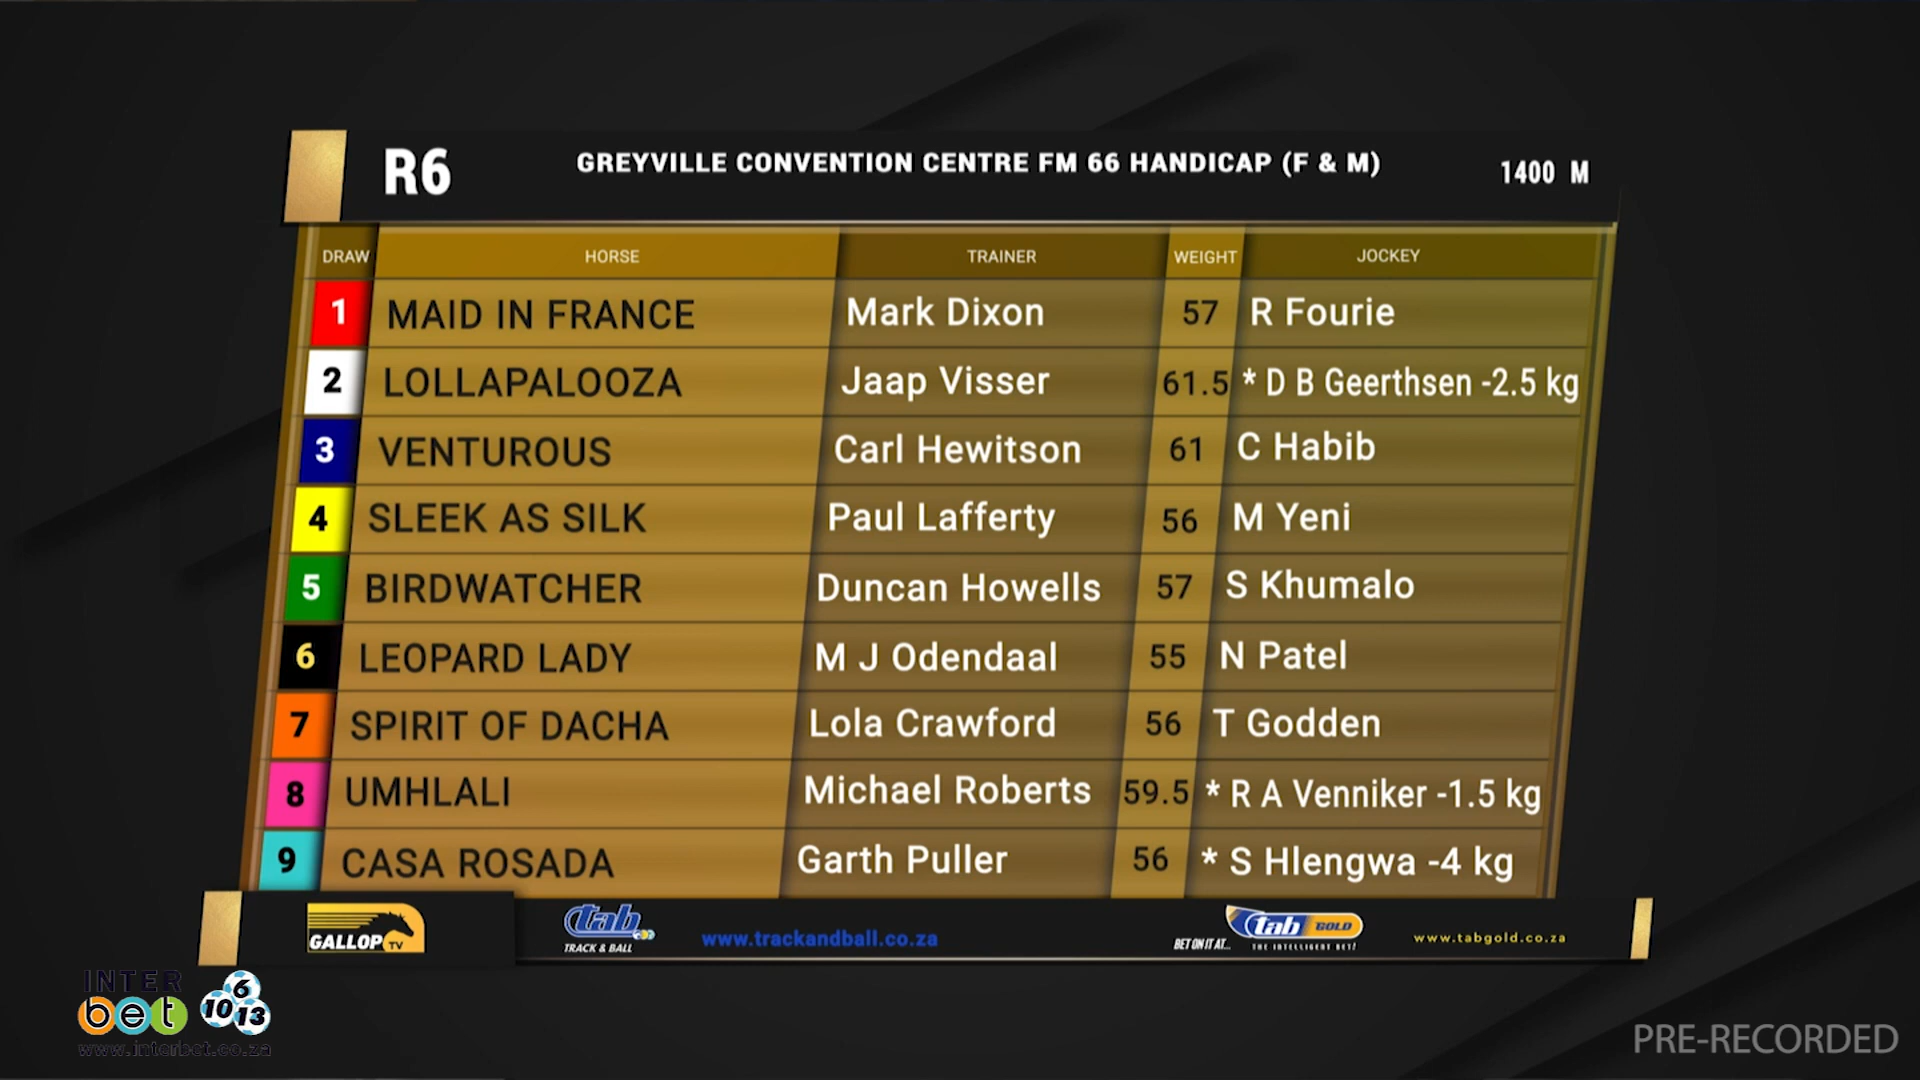 R6 GREYVILLE CONVENTION CENTRE FM 66 HANDICAP (F & M) 1400 M
DRAW HORSE TRAINER WEIGHT JOCKEY
1 MAID IN FRANCE Mark Dixon 57 R Fourie
2 LOLLAPALOOZA Jaap Visser 61.5 * D B Geerthsen -2.5 kg
3 VENTUROUS Carl Hewitson 61 C Habib
4 SLEEK AS SILK Paul Lafferty 56 M Yeni
5 BIRDWATCHER Duncan Howells 57 S Khumalo
6 LEOPARD LADY M J Odendaal 55 N Patel
7 SPIRIT OF DACHA Lola Crawford 56 T Godden
8 UMHLALI Michael Roberts 59.5 * R A Venniker -1.5 kg
9 CASA ROSADA Garth Puller 56 * S Hlengwa -4 kg
GALLOP TV
tab
TRACK & BALL
www.trackandball.co.za
BET ON IT AT...
tab GOLD
THE INTELLIGENT BET!
www.tabgold.co.za
INTER
bet
6
10 13
www.interbet.co.za
PRE-RECORDED